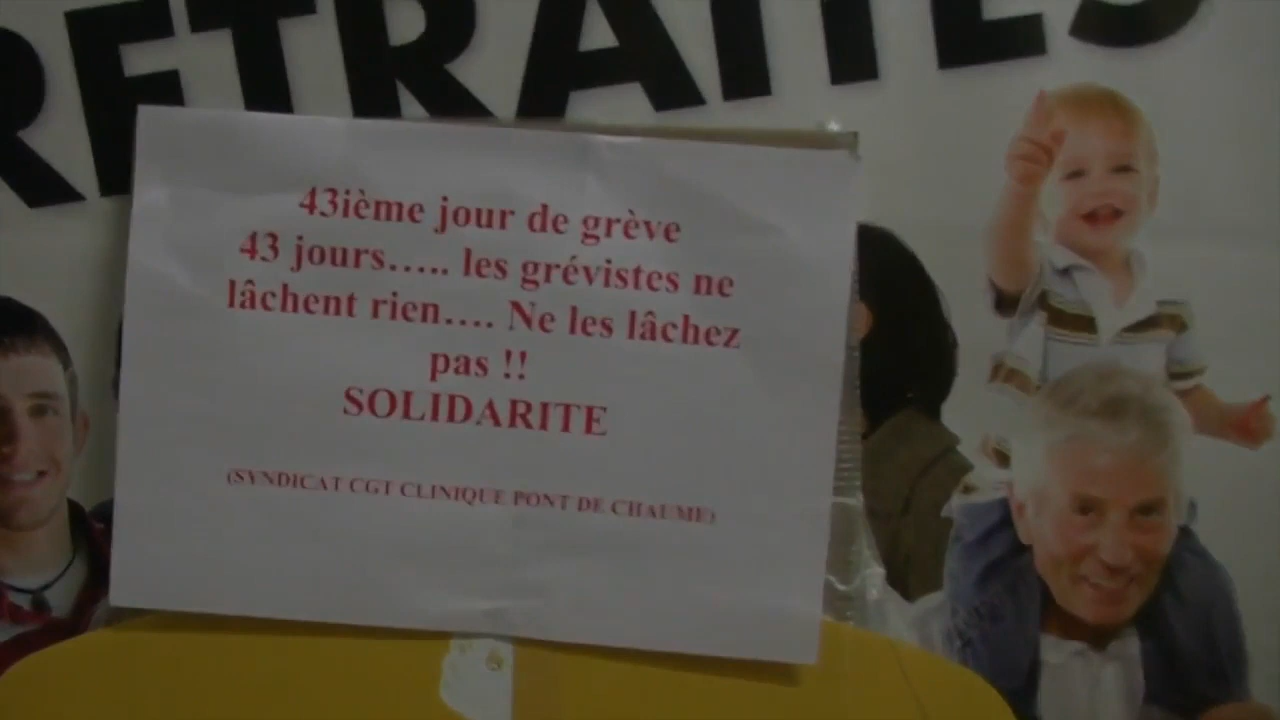 RETRAITES
43ième jour de grève
43 jours..... les grévistes ne
lâchent rien.... Ne les lâchez
pas !!
SOLIDARITE
(SYNDICAT CGT CLINIQUE PONT DE CHAUME)